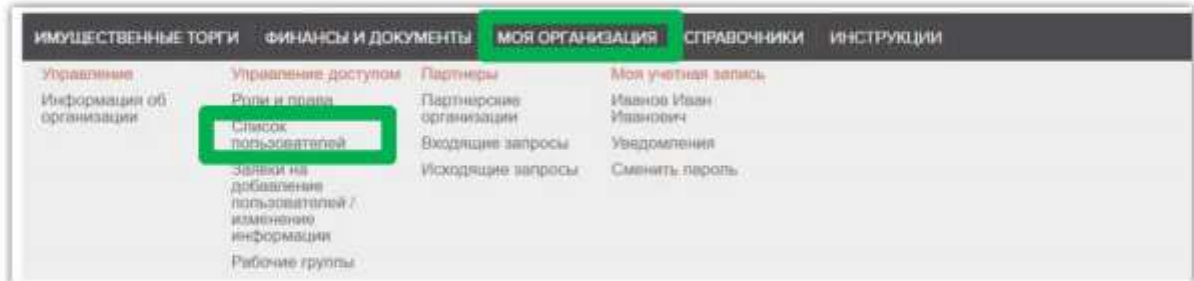 ИМУЩЕСТВЕННЫЕ ТОРГИ ФИНАНСЫ И ДОКУМЕНТЫ МОЯ ОРГАНИЗАЦИЯ СПРАВОЧНИКИ ИНСТРУКЦИИ
Управление
Информация об
организации
Управление доступом
Роли и права
Список
пользователей
Заявки на
добавление
пользователей /
изменение
информации
Рабочие группы
Партнеры
Партнерские
организации
Входящие запросы
Исходящие запросы
Моя учетная запись
Иванов Иван
Иванович
Уведомления
Сменить пароль